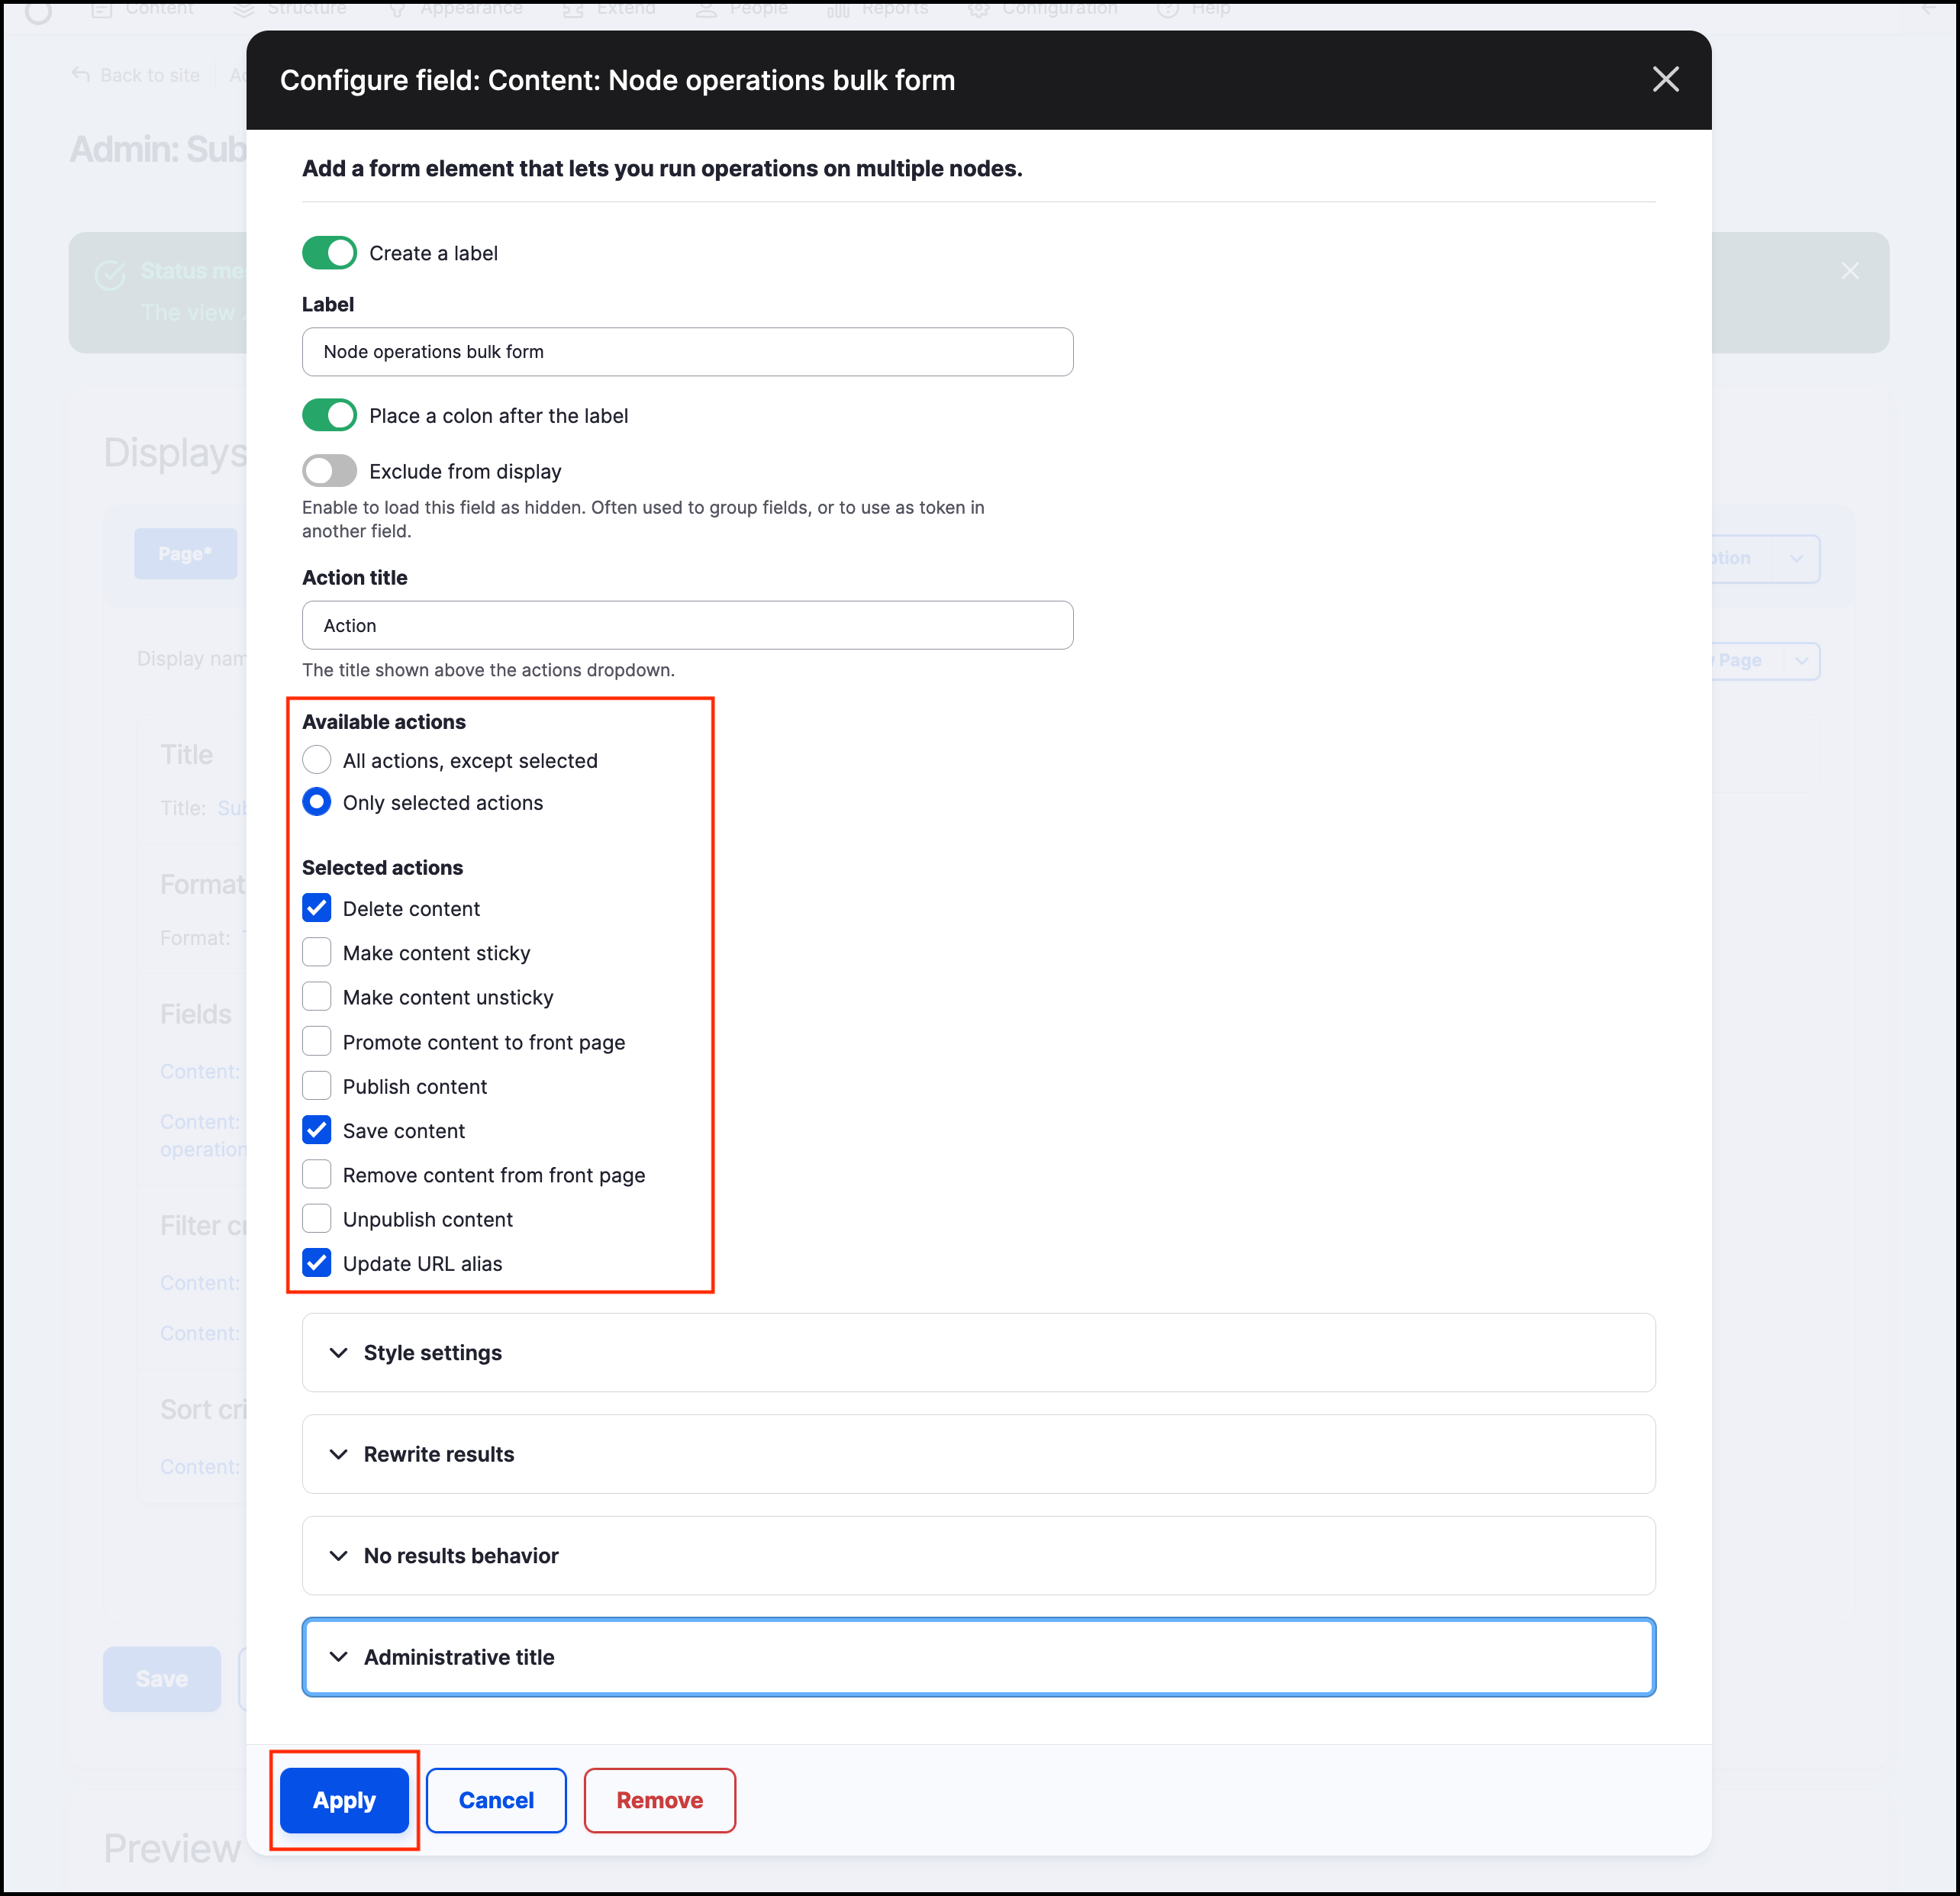 Content Structure Appearance Extend People Reports Configuration Help
Back to site
Configure field: Content: Node operations bulk form
Admin: Sub
Add a form element that lets you run operations on multiple nodes.
Create a label
Status mes
The view
Label
Node operations bulk form
Place a colon after the label
Displays
Exclude from display
Enable to load this field as hidden. Often used to group fields, or to use as token in
another field.
Page*
Action title
Action
The title shown above the actions dropdown.
Display nam
Page
Available actions
All actions, except selected
Only selected actions
Title
Title: Sub
Selected actions
Delete content
Make content sticky
Make content unsticky
Promote content to front page
Publish content
Save content
Remove content from front page
Unpublish content
Update URL alias
Format
Format:
Fields
Content:
Content:
operation
Filter cr
Content:
Content:
Sort cri
Content:
Style settings
Rewrite results
No results behavior
Administrative title
Save
Apply Cancel Remove
Preview